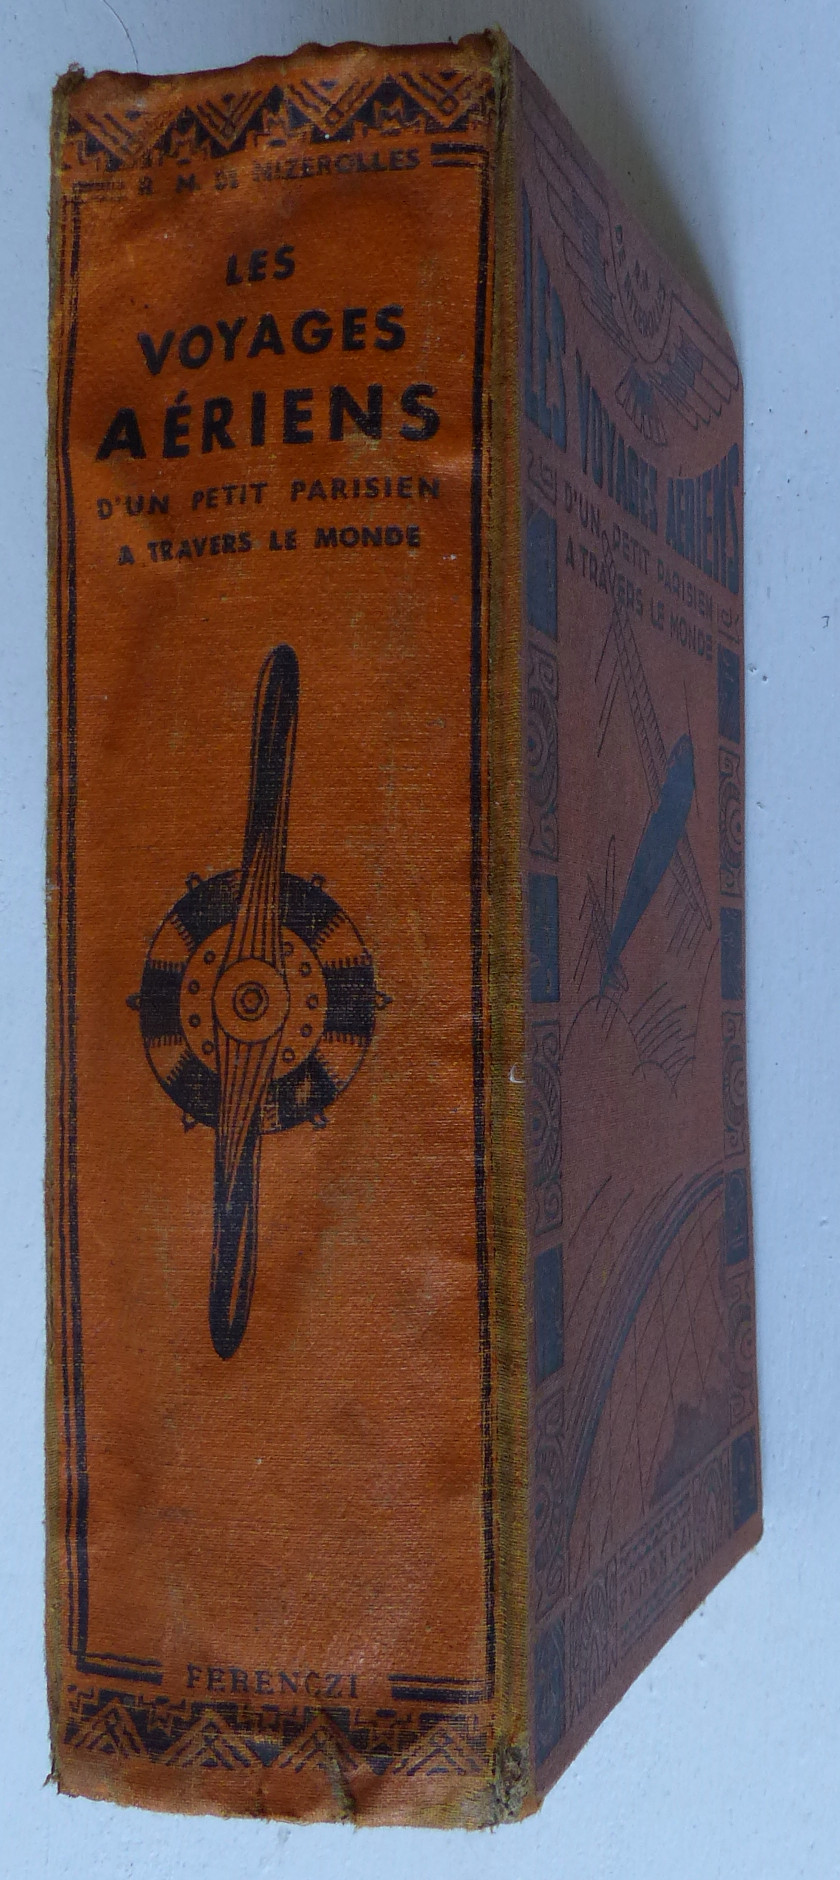 R. M. DE NIZEROLLES
LES
VOYAGES
AÉRIENS
D'UN PETIT PARISIEN
A TRAVERS LE MONDE
FERENCZI
LES VOYAGES AÉRIENS
D'UN PETIT PARISIEN
A TRAVERS LE MONDE
FERENCZI